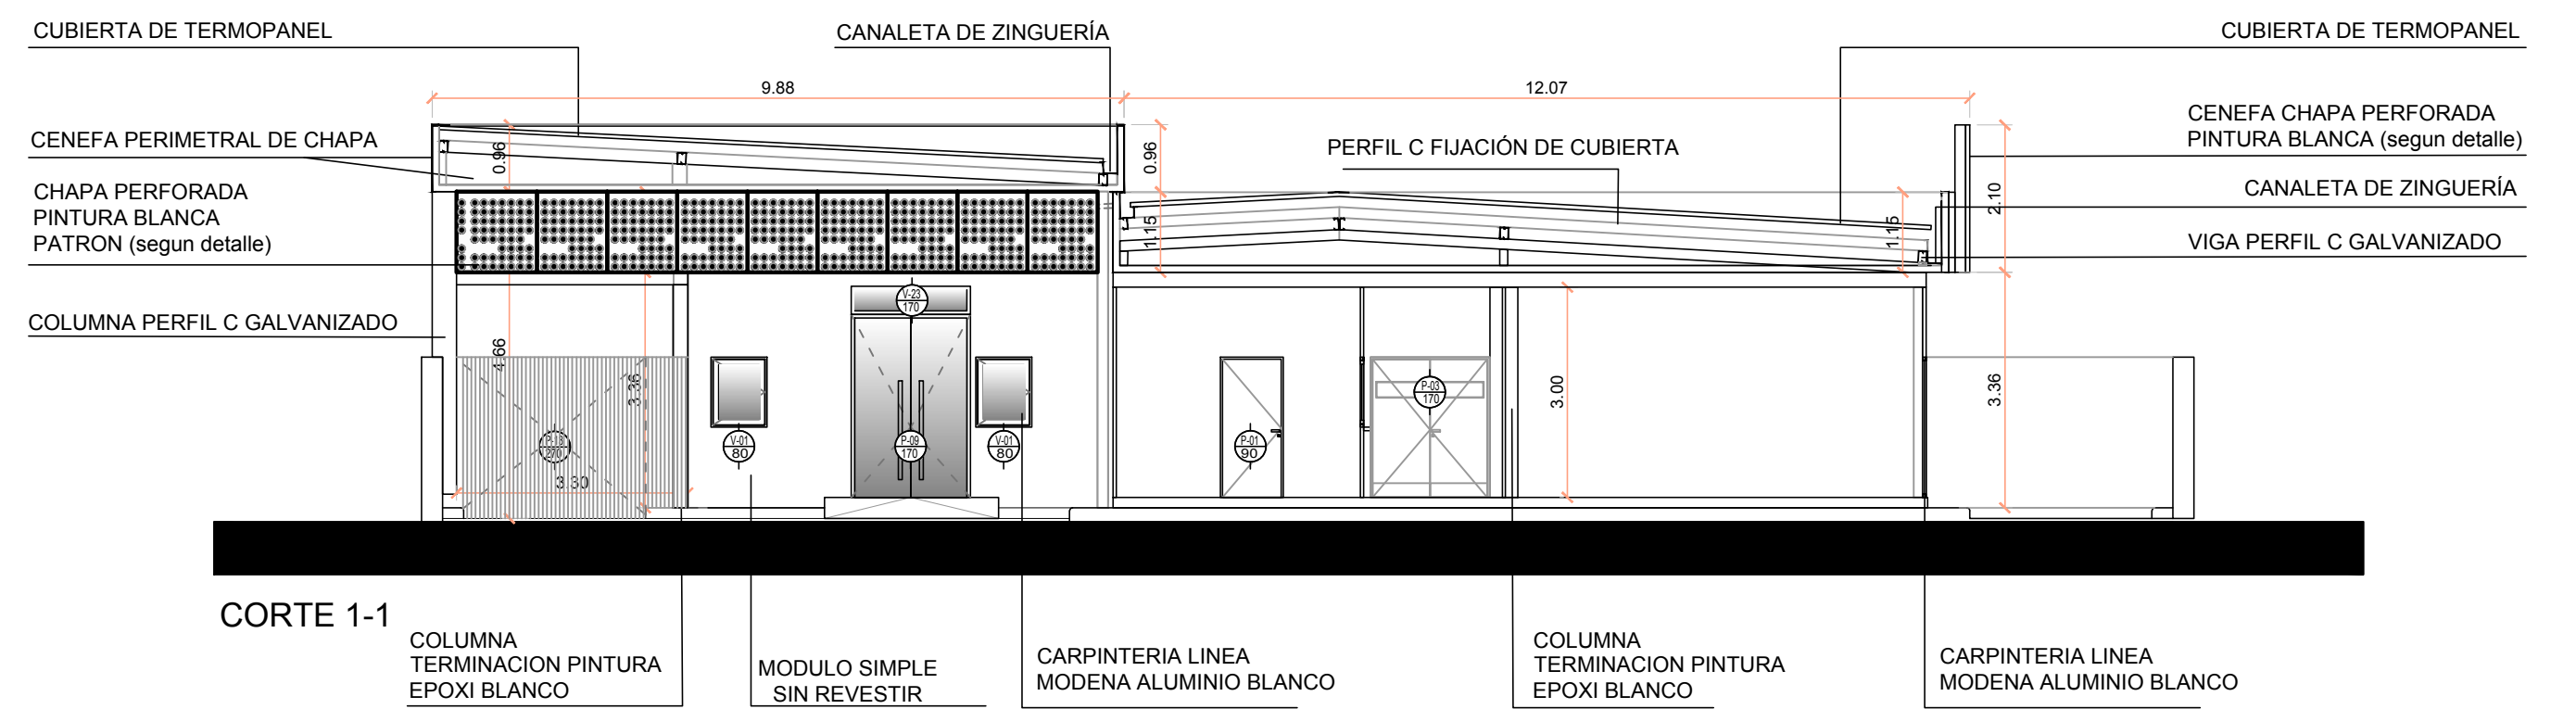 CUBIERTA DE TERMOPANEL
CANALETA DE ZINGUERÍA
CUBIERTA DE TERMOPANEL
9.88
12.07
CENEFA PERIMETRAL DE CHAPA
0.96
0.96
PERFIL C FIJACIÓN DE CUBIERTA
CENEFA CHAPA PERFORADA
PINTURA BLANCA (segun detalle)
CHAPA PERFORADA
PINTURA BLANCA
PATRON (segun detalle)
1.15
1.15
2.10
CANALETA DE ZINGUERÍA
VIGA PERFIL C GALVANIZADO
COLUMNA PERFIL C GALVANIZADO
V-23
170
4.66
3.36
3.00
3.36
P-03
170
270
V-01
80
P-09
170
V-01
80
P-01
90
3.30
CORTE 1-1
COLUMNA
TERMINACION PINTURA
EPOXI BLANCO
MODULO SIMPLE
SIN REVESTIR
CARPINTERIA LINEA
MODENA ALUMINIO BLANCO
COLUMNA
TERMINACION PINTURA
EPOXI BLANCO
CARPINTERIA LINEA
MODENA ALUMINIO BLANCO